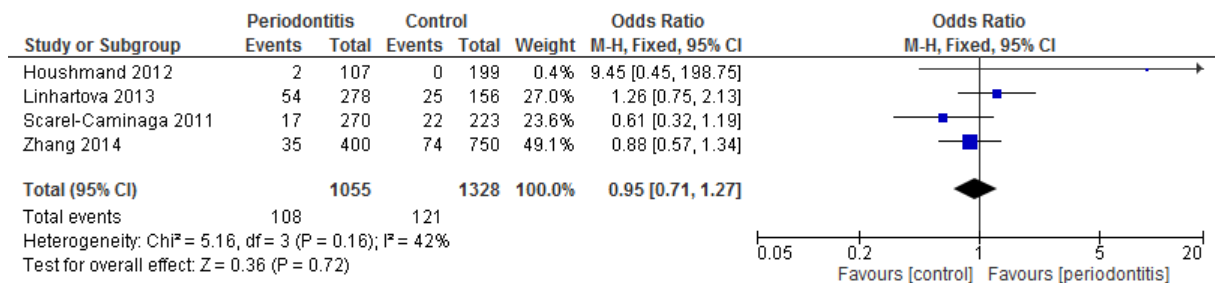 Periodontitis Control Odds Ratio Odds Ratio
Study or Subgroup Events Total Events Total Weight M-H, Fixed, 95% CI M-H, Fixed, 95% CI
Houshmand 2012 2 107 0 199 0.4% 9.45 [0.45, 198.75]
Linhartova 2013 54 278 25 156 27.0% 1.26 [0.75, 2.13]
Scarel-Caminaga 2011 17 270 22 223 23.6% 0.61 [0.32, 1.19]
Zhang 2014 35 400 74 750 49.1% 0.88 [0.57, 1.34]
Total (95% CI) 1055 1328 100.0% 0.95 [0.71, 1.27]
Total events 108 121
Heterogeneity: Chi² = 5.16, df = 3 (P = 0.16); I² = 42%
Test for overall effect: Z = 0.36 (P = 0.72)
0.05 0.2 1 5 20
Favours [control] Favours [periodontitis]